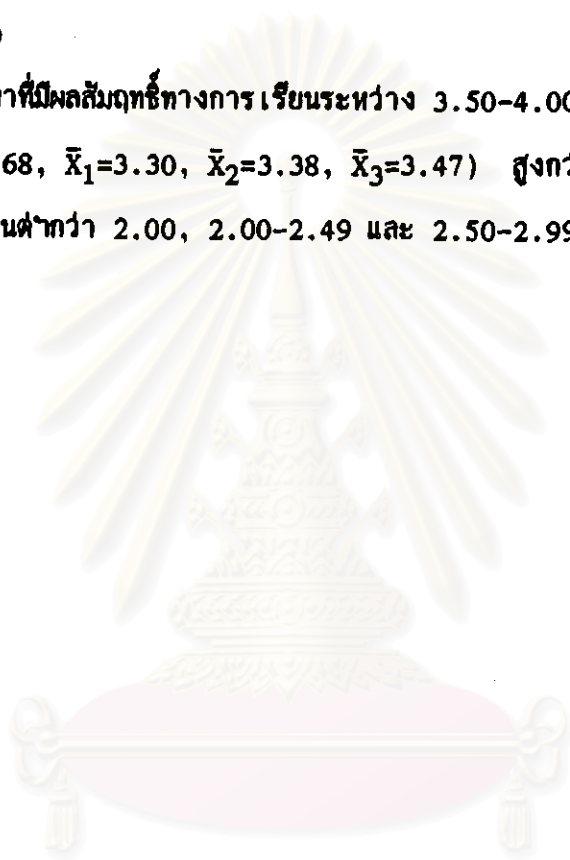 าที่มีผลสัมฤทธิ์ทางการเรียนระหว่าง 3.50-4.00
68, X̄₁=3.30, X̄₂=3.38, X̄₃=3.47) สูงกว
นต่ำกว่า 2.00, 2.00-2.49 และ 2.50-2.99